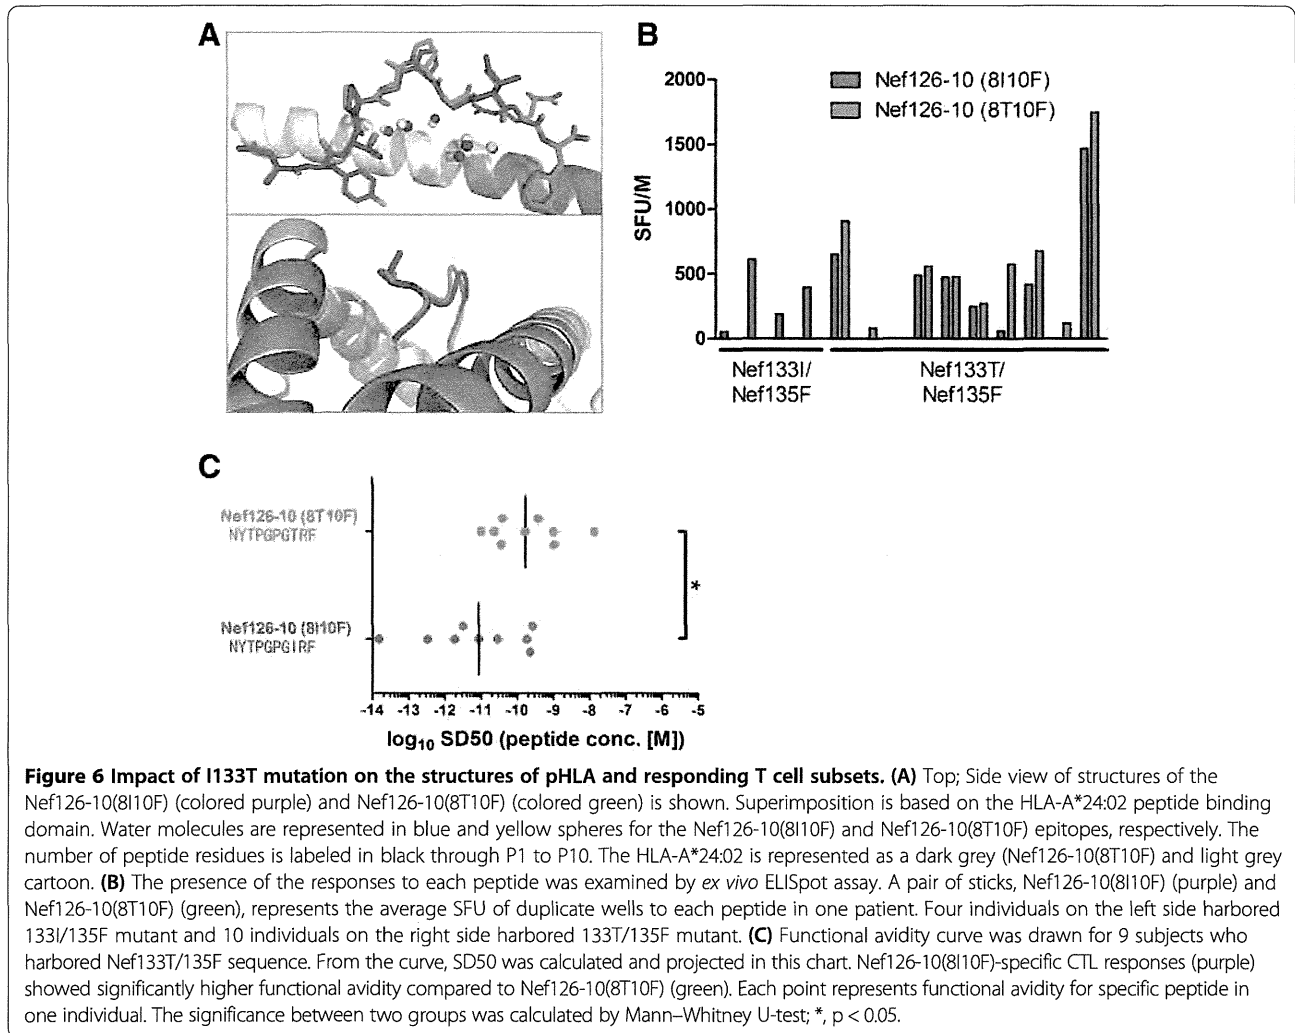 A
B
2000
1500
1000
500
0
SFU/M
Nef126-10 (8I10F)
Nef126-10 (8T10F)
Nef133I/
Nef135F
Nef133T/
Nef135F
C
Nef126-10 (8T10F)
NYTPGPGTRF
Nef126-10 (8I10F)
NYTPGPGIRF
*
-14 -13 -12 -11 -10 -9 -8 -7 -6 -5
log10 SD50 (peptide conc. [M])
Figure 6 Impact of I133T mutation on the structures of pHLA and responding T cell subsets. (A) Top; Side view of structures of the
Nef126-10(8I10F) (colored purple) and Nef126-10(8T10F) (colored green) is shown. Superimposition is based on the HLA-A*24:02 peptide binding
domain. Water molecules are represented in blue and yellow spheres for the Nef126-10(8I10F) and Nef126-10(8T10F) epitopes, respectively. The
number of peptide residues is labeled in black through P1 to P10. The HLA-A*24:02 is represented as a dark grey (Nef126-10(8T10F) and light grey
cartoon. (B) The presence of the responses to each peptide was examined by ex vivo ELISpot assay. A pair of sticks, Nef126-10(8I10F) (purple) and
Nef126-10(8T10F) (green), represents the average SFU of duplicate wells to each peptide in one patient. Four individuals on the left side harbored
133I/135F mutant and 10 individuals on the right side harbored 133T/135F mutant. (C) Functional avidity curve was drawn for 9 subjects who
harbored Nef133T/135F sequence. From the curve, SD50 was calculated and projected in this chart. Nef126-10(8I10F)-specific CTL responses (purple)
showed significantly higher functional avidity compared to Nef126-10(8T10F) (green). Each point represents functional avidity for specific peptide in
one individual. The significance between two groups was calculated by Mann–Whitney U-test; *, p < 0.05.